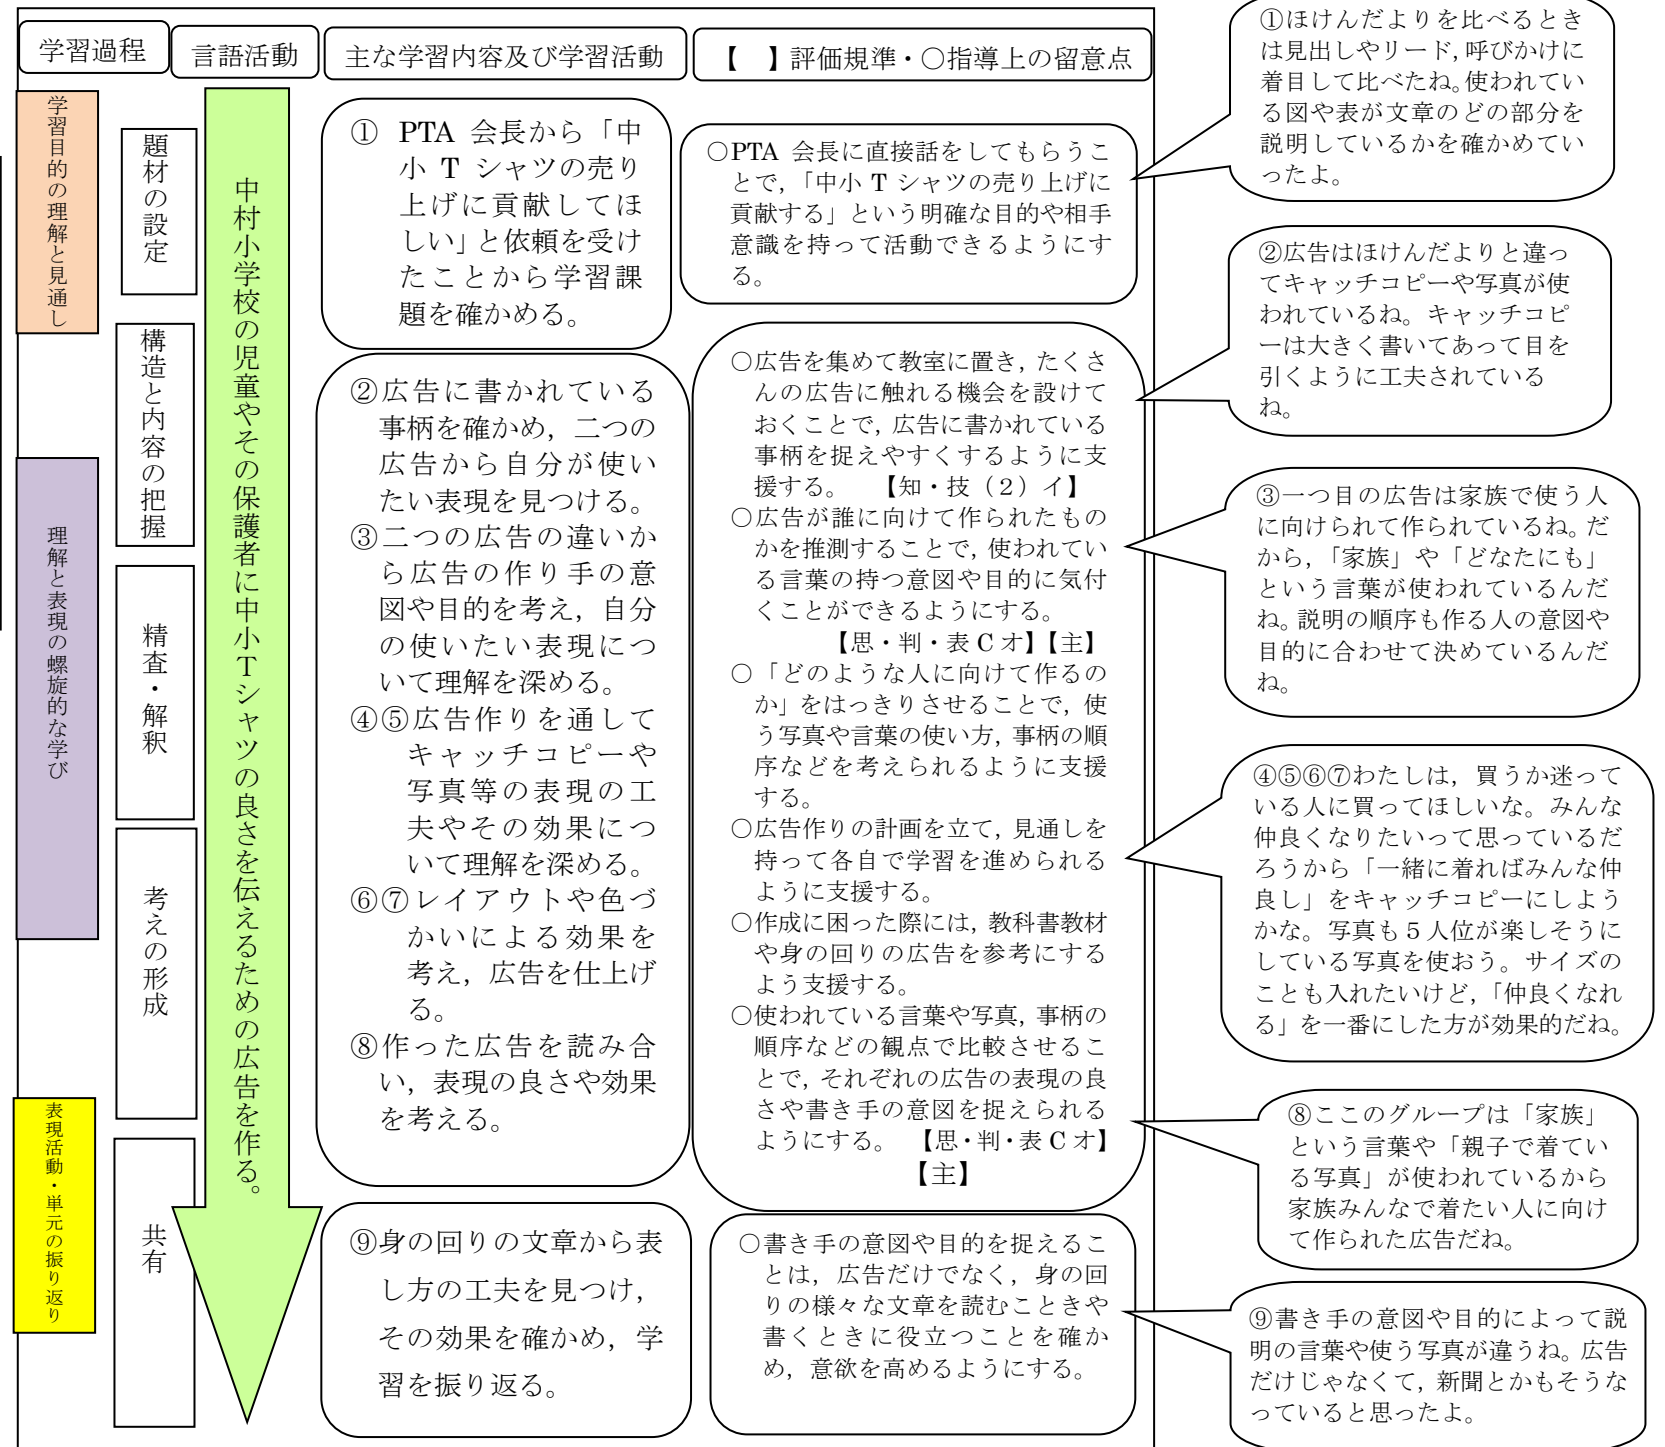 学習過程
言語活動
主な学習内容及び学習活動
【　】評価規準・○指導上の留意点
学習目的の理解と見通し
理解と表現の螺旋的な学び
表現活動・単元の振り返り
題材の設定
構造と内容の把握
精査・解釈
考えの形成
共有
中村小学校の児童やその保護者に中小Tシャツの良さを伝えるための広告を作る。
① PTA 会長から「中
小 T シャツの売り
上げに貢献してほ
しい」と依頼を受け
たことから学習課
題を確かめる。
②広告に書かれている
事柄を確かめ，二つの
広告から自分が使い
たい表現を見つける。
③二つの広告の違いか
ら広告の作り手の意
図や目的を考え，自分
の使いたい表現につ
いて理解を深める。
④⑤広告作りを通して
キャッチコピーや
写真等の表現の工
夫やその効果につ
いて理解を深める。
⑥⑦レイアウトや色づ
かいによる効果を
考え，広告を仕上げ
る。
⑧作った広告を読み合
い，表現の良さや効果
を考える。
⑨身の回りの文章から表
し方の工夫を見つけ，
その効果を確かめ，学
習を振り返る。
○PTA 会長に直接話をしてもらうこ
とで，「中小 T シャツの売り上げに
貢献する」という明確な目的や相手
意識を持って活動できるようにす
る。
○広告を集めて教室に置き，たくさ
んの広告に触れる機会を設けて
おくことで，広告に書かれている
事柄を捉えやすくするように支
援する。　【知・技（２）イ】
○広告が誰に向けて作られたもの
かを推測することで，使われてい
る言葉の持つ意図や目的に気付
くことができるようにする。
【思・判・表 C オ】【主】
○「どのような人に向けて作るの
か」をはっきりさせることで，使
う写真や言葉の使い方，事柄の順
序などを考えられるように支援
する。
○広告作りの計画を立て，見通しを
持って各自で学習を進められる
ように支援する。
○作成に困った際には，教科書教材
や身の回りの広告を参考にする
よう支援する。
○使われている言葉や写真，事柄の
順序などの観点で比較させるこ
とで，それぞれの広告の表現の良
さや書き手の意図を捉えられる
ようにする。　【思・判・表 C オ】
【主】
○書き手の意図や目的を捉えるこ
とは，広告だけでなく，身の回
りの様々な文章を読むこときや
書くときに役立つことを確か
め，意欲を高めるようにする。
①ほけんだよりを比べるとき
は見出しやリード，呼びかけに
着目して比べたね。使われてい
る図や表が文章のどの部分を
説明しているかを確かめてい
ったよ。
②広告はほけんだよりと違っ
てキャッチコピーや写真が使
われているね。キャッチコピ
ーは大きく書いてあって目を
引くように工夫されている
ね。
③一つ目の広告は家族で使う人
に向けられて作られているね。だ
から，「家族」や「どなたにも」
という言葉が使われているんだ
ね。説明の順序も作る人の意図や
目的に合わせて決めているんだ
ね。
④⑤⑥⑦わたしは，買うか迷って
いる人に買ってほしいな。みんな
仲良くなりたいって思っているだ
ろうから「一緒に着ればみんな仲
良し」をキャッチコピーにしよう
かな。写真も５人位が楽しそうに
している写真を使おう。サイズの
ことも入れたいけど，「仲良くなれ
る」を一番にした方が効果的だね。
⑧ここのグループは「家族」
という言葉や「親子で着てい
る写真」が使われているから
家族みんなで着たい人に向け
て作られた広告だね。
⑨書き手の意図や目的によって説
明の言葉や使う写真が違うね。広告
だけじゃなくて，新聞とかもそうな
っていると思ったよ。